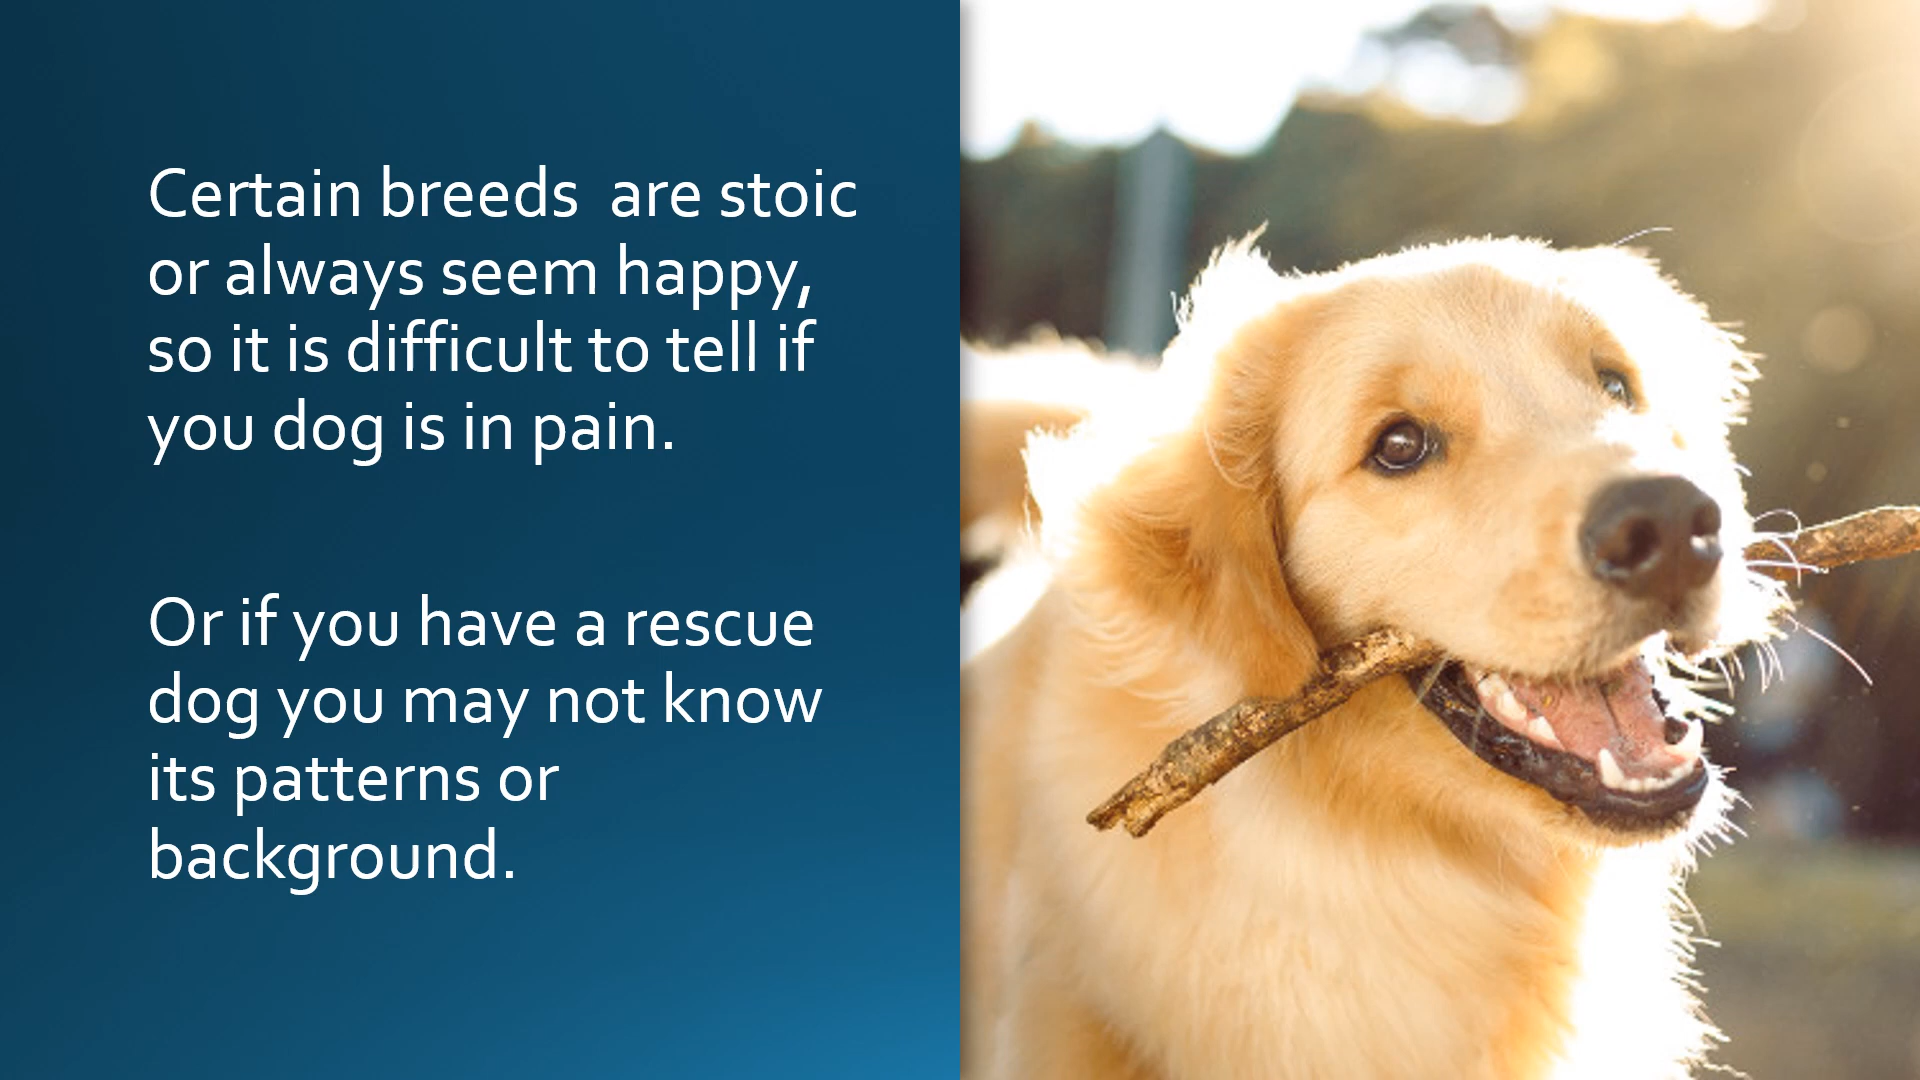 Certain breeds  are stoic
or always seem happy,
so it is difficult to tell if
you dog is in pain.
Or if you have a rescue
dog you may not know
its patterns or
background.